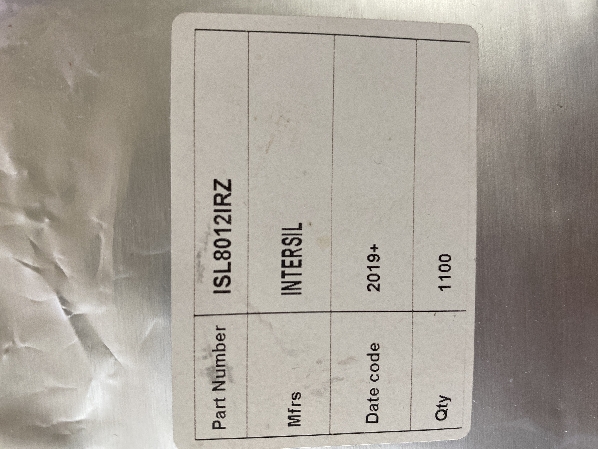 Part Number ISL8012IRZ
Mfrs INTERSIL
Date code 2019+
Qty 1100